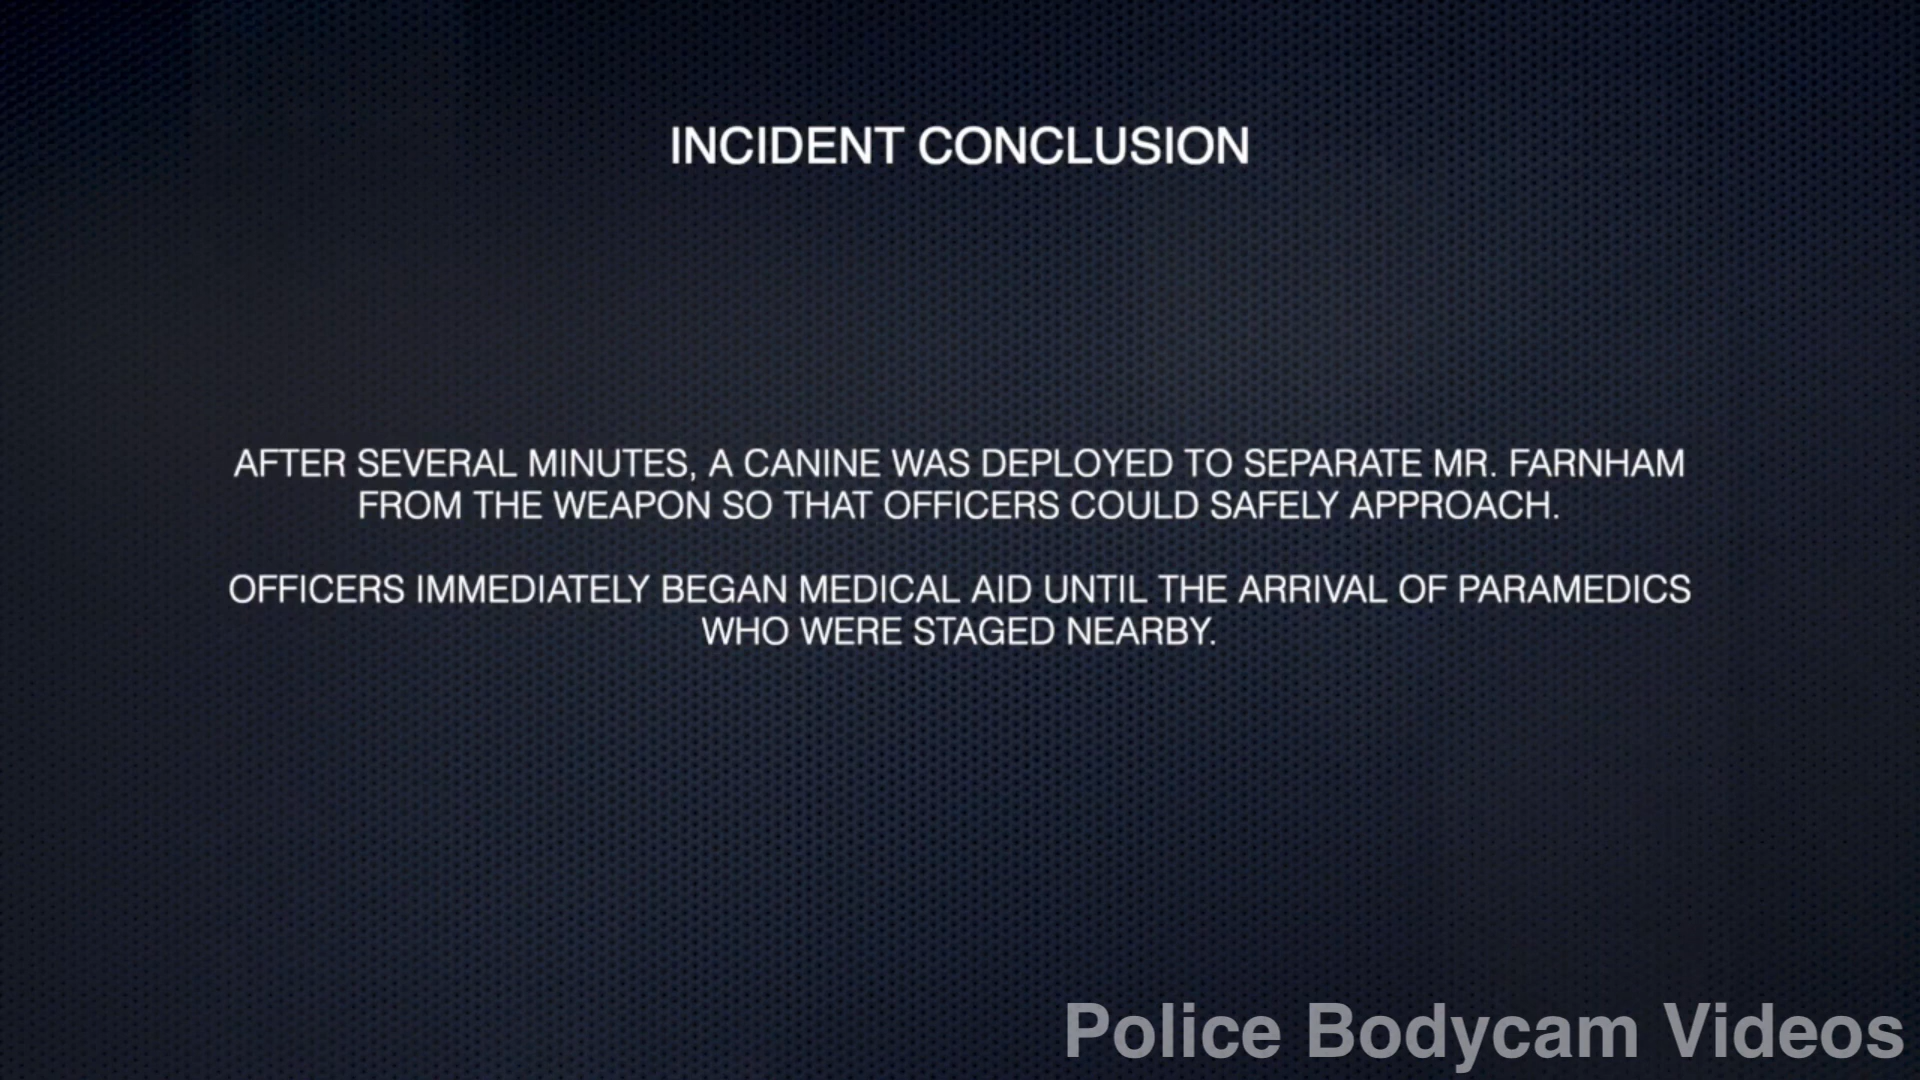 INCIDENT CONCLUSION
AFTER SEVERAL MINUTES, A CANINE WAS DEPLOYED TO SEPARATE MR. FARNHAM
FROM THE WEAPON SO THAT OFFICERS COULD SAFELY APPROACH.
OFFICERS IMMEDIATELY BEGAN MEDICAL AID UNTIL THE ARRIVAL OF PARAMEDICS
WHO WERE STAGED NEARBY.
Police Bodycam Videos